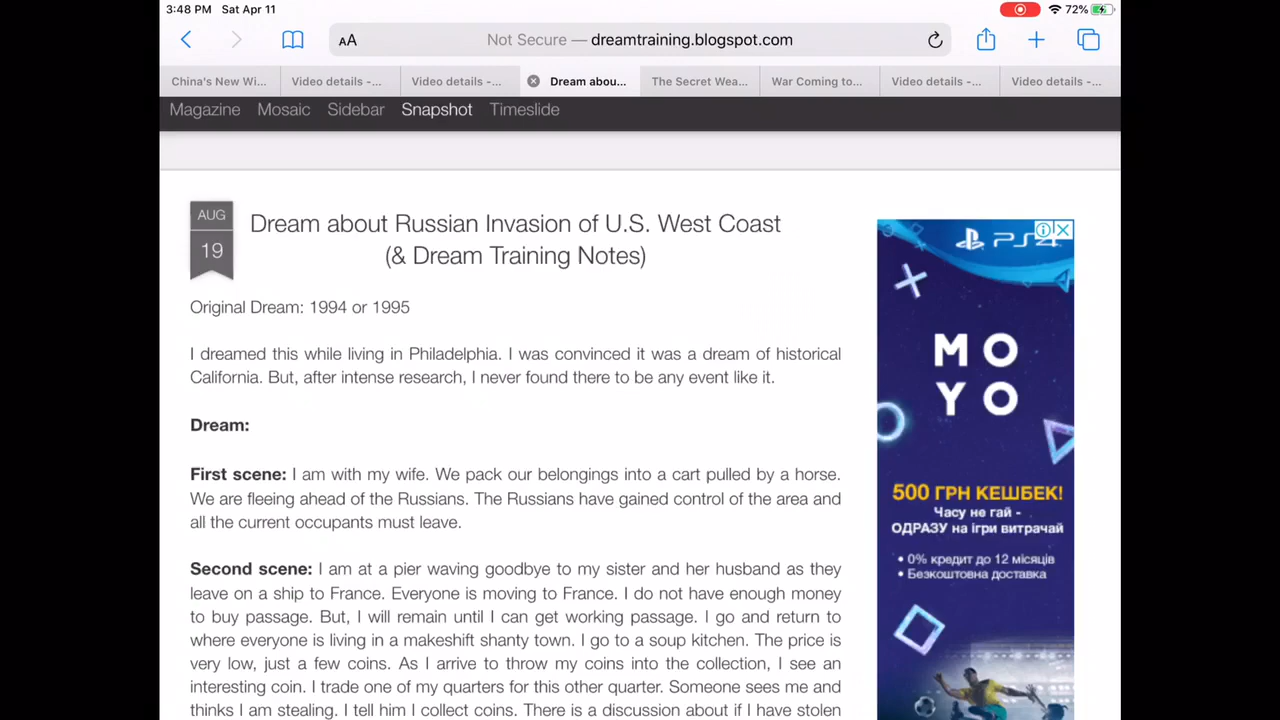 3:48 PM Sat Apr 11
72%
AA
Not Secure — dreamtraining.blogspot.com
China's New Wi...
Video details -...
Video details -...
Dream abou...
The Secret Wea...
War Coming to...
Video details -...
Video details -...
Magazine Mosaic Sidebar Snapshot Timeslide
AUG
19
Dream about Russian Invasion of U.S. West Coast
(& Dream Training Notes)
Original Dream: 1994 or 1995
I dreamed this while living in Philadelphia. I was convinced it was a dream of historical
California. But, after intense research, I never found there to be any event like it.
Dream:
First scene: I am with my wife. We pack our belongings into a cart pulled by a horse.
We are fleeing ahead of the Russians. The Russians have gained control of the area and
all the current occupants must leave.
Second scene: I am at a pier waving goodbye to my sister and her husband as they
leave on a ship to France. Everyone is moving to France. I do not have enough money
to buy passage. But, I will remain until I can get working passage. I go and return to
where everyone is living in a makeshift shanty town. I go to a soup kitchen. The price is
very low, just a few coins. As I arrive to throw my coins into the collection, I see an
interesting coin. I trade one of my quarters for this other quarter. Someone sees me and
thinks I am stealing. I tell him I collect coins. There is a discussion about if I have stolen
PS4
MO
YO
500 ГРН КЕШБЕК!
Часу не гай -
ОДРАЗУ на ігри витрачай
• 0% кредит до 12 місяців
• Безкоштовна доставка